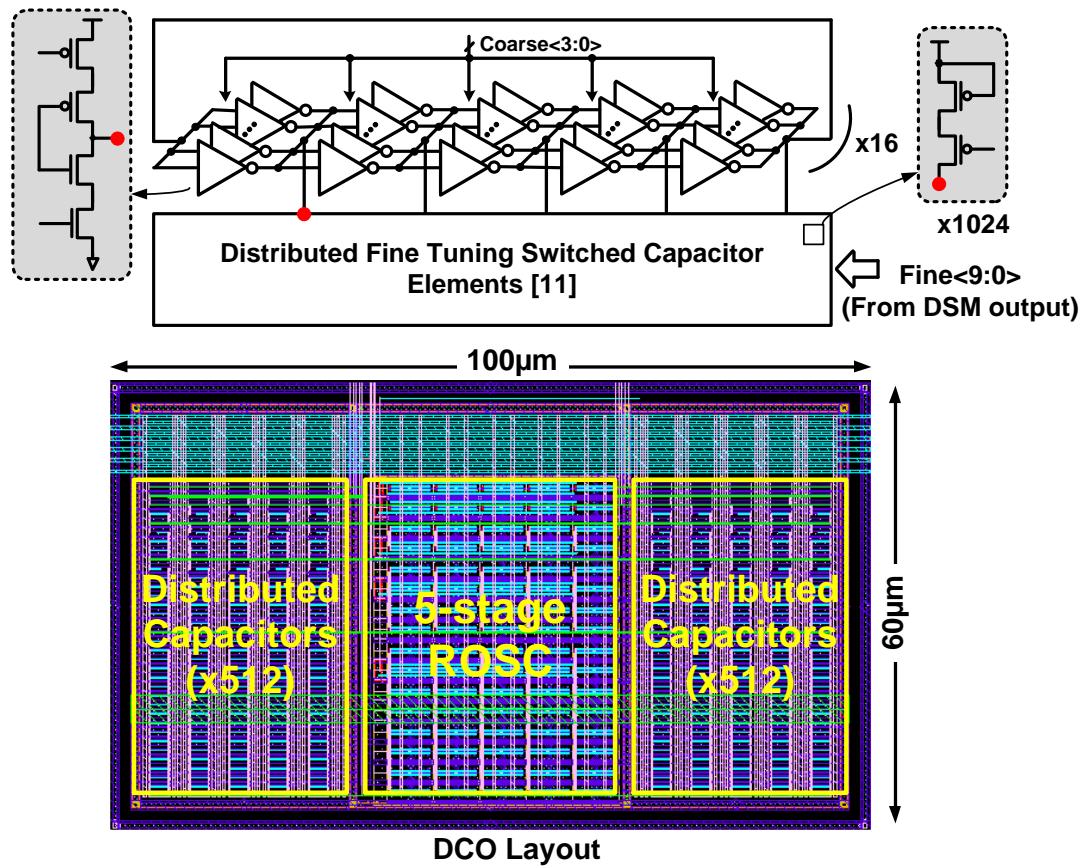 Coarse<3:0>
x16
x1024
Distributed Fine Tuning Switched Capacitor
Elements [11]
Fine<9:0>
(From DSM output)
100µm
Distributed
Capacitors
(x512)
5-stage
ROSC
Distributed
Capacitors
(x512)
60µm
DCO Layout